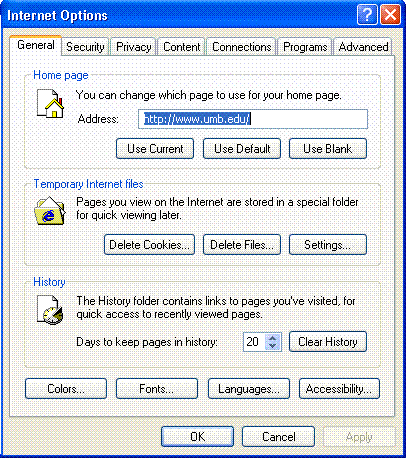 Internet Options
General Security Privacy Content Connections Programs Advanced
Home page
You can change which page to use for your home page.
Address: http://www.umb.edu/
Use Current Use Default Use Blank
Temporary Internet files
Pages you view on the Internet are stored in a special folder
for quick viewing later.
Delete Cookies... Delete Files... Settings...
History
The History folder contains links to pages you've visited, for
quick access to recently viewed pages.
Days to keep pages in history: 20 Clear History
Colors... Fonts... Languages... Accessibility...
OK Cancel Apply